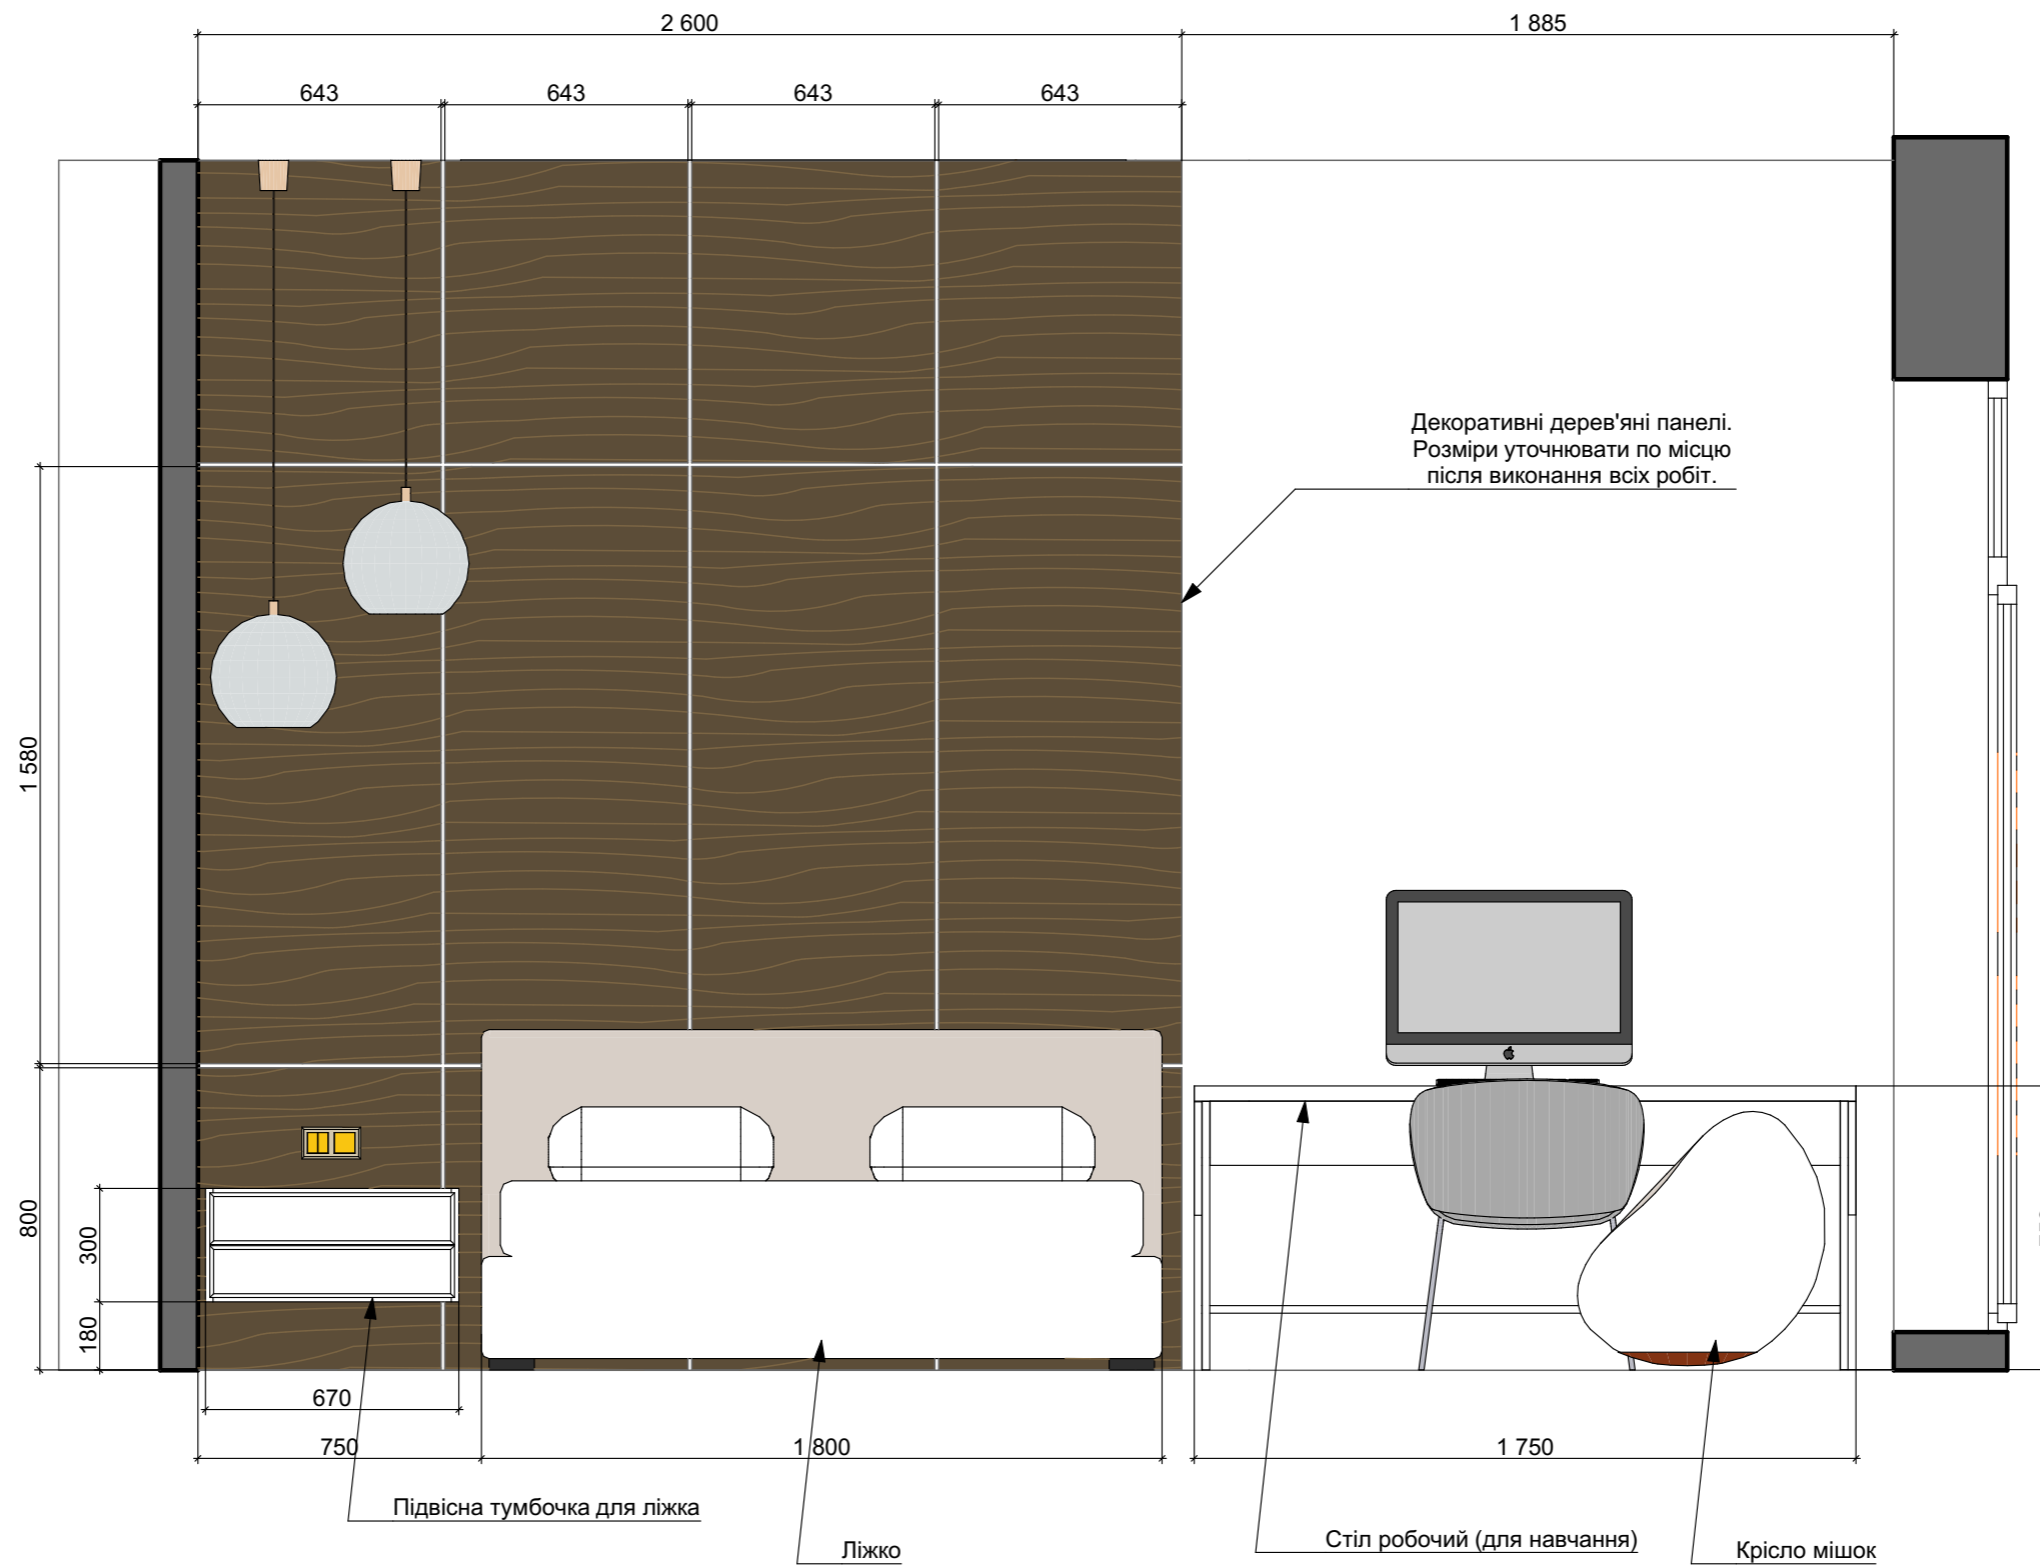 2 600
1 885
643
643
643
643
Декоративні дерев'яні панелі.
Розміри уточнювати по місцю
після виконання всіх робіт.
1 580
800
300
180
670
750
1 800
1 750
Підвісна тумбочка для ліжка
Ліжко
Стіл робочий (для навчання)
Крісло мішок